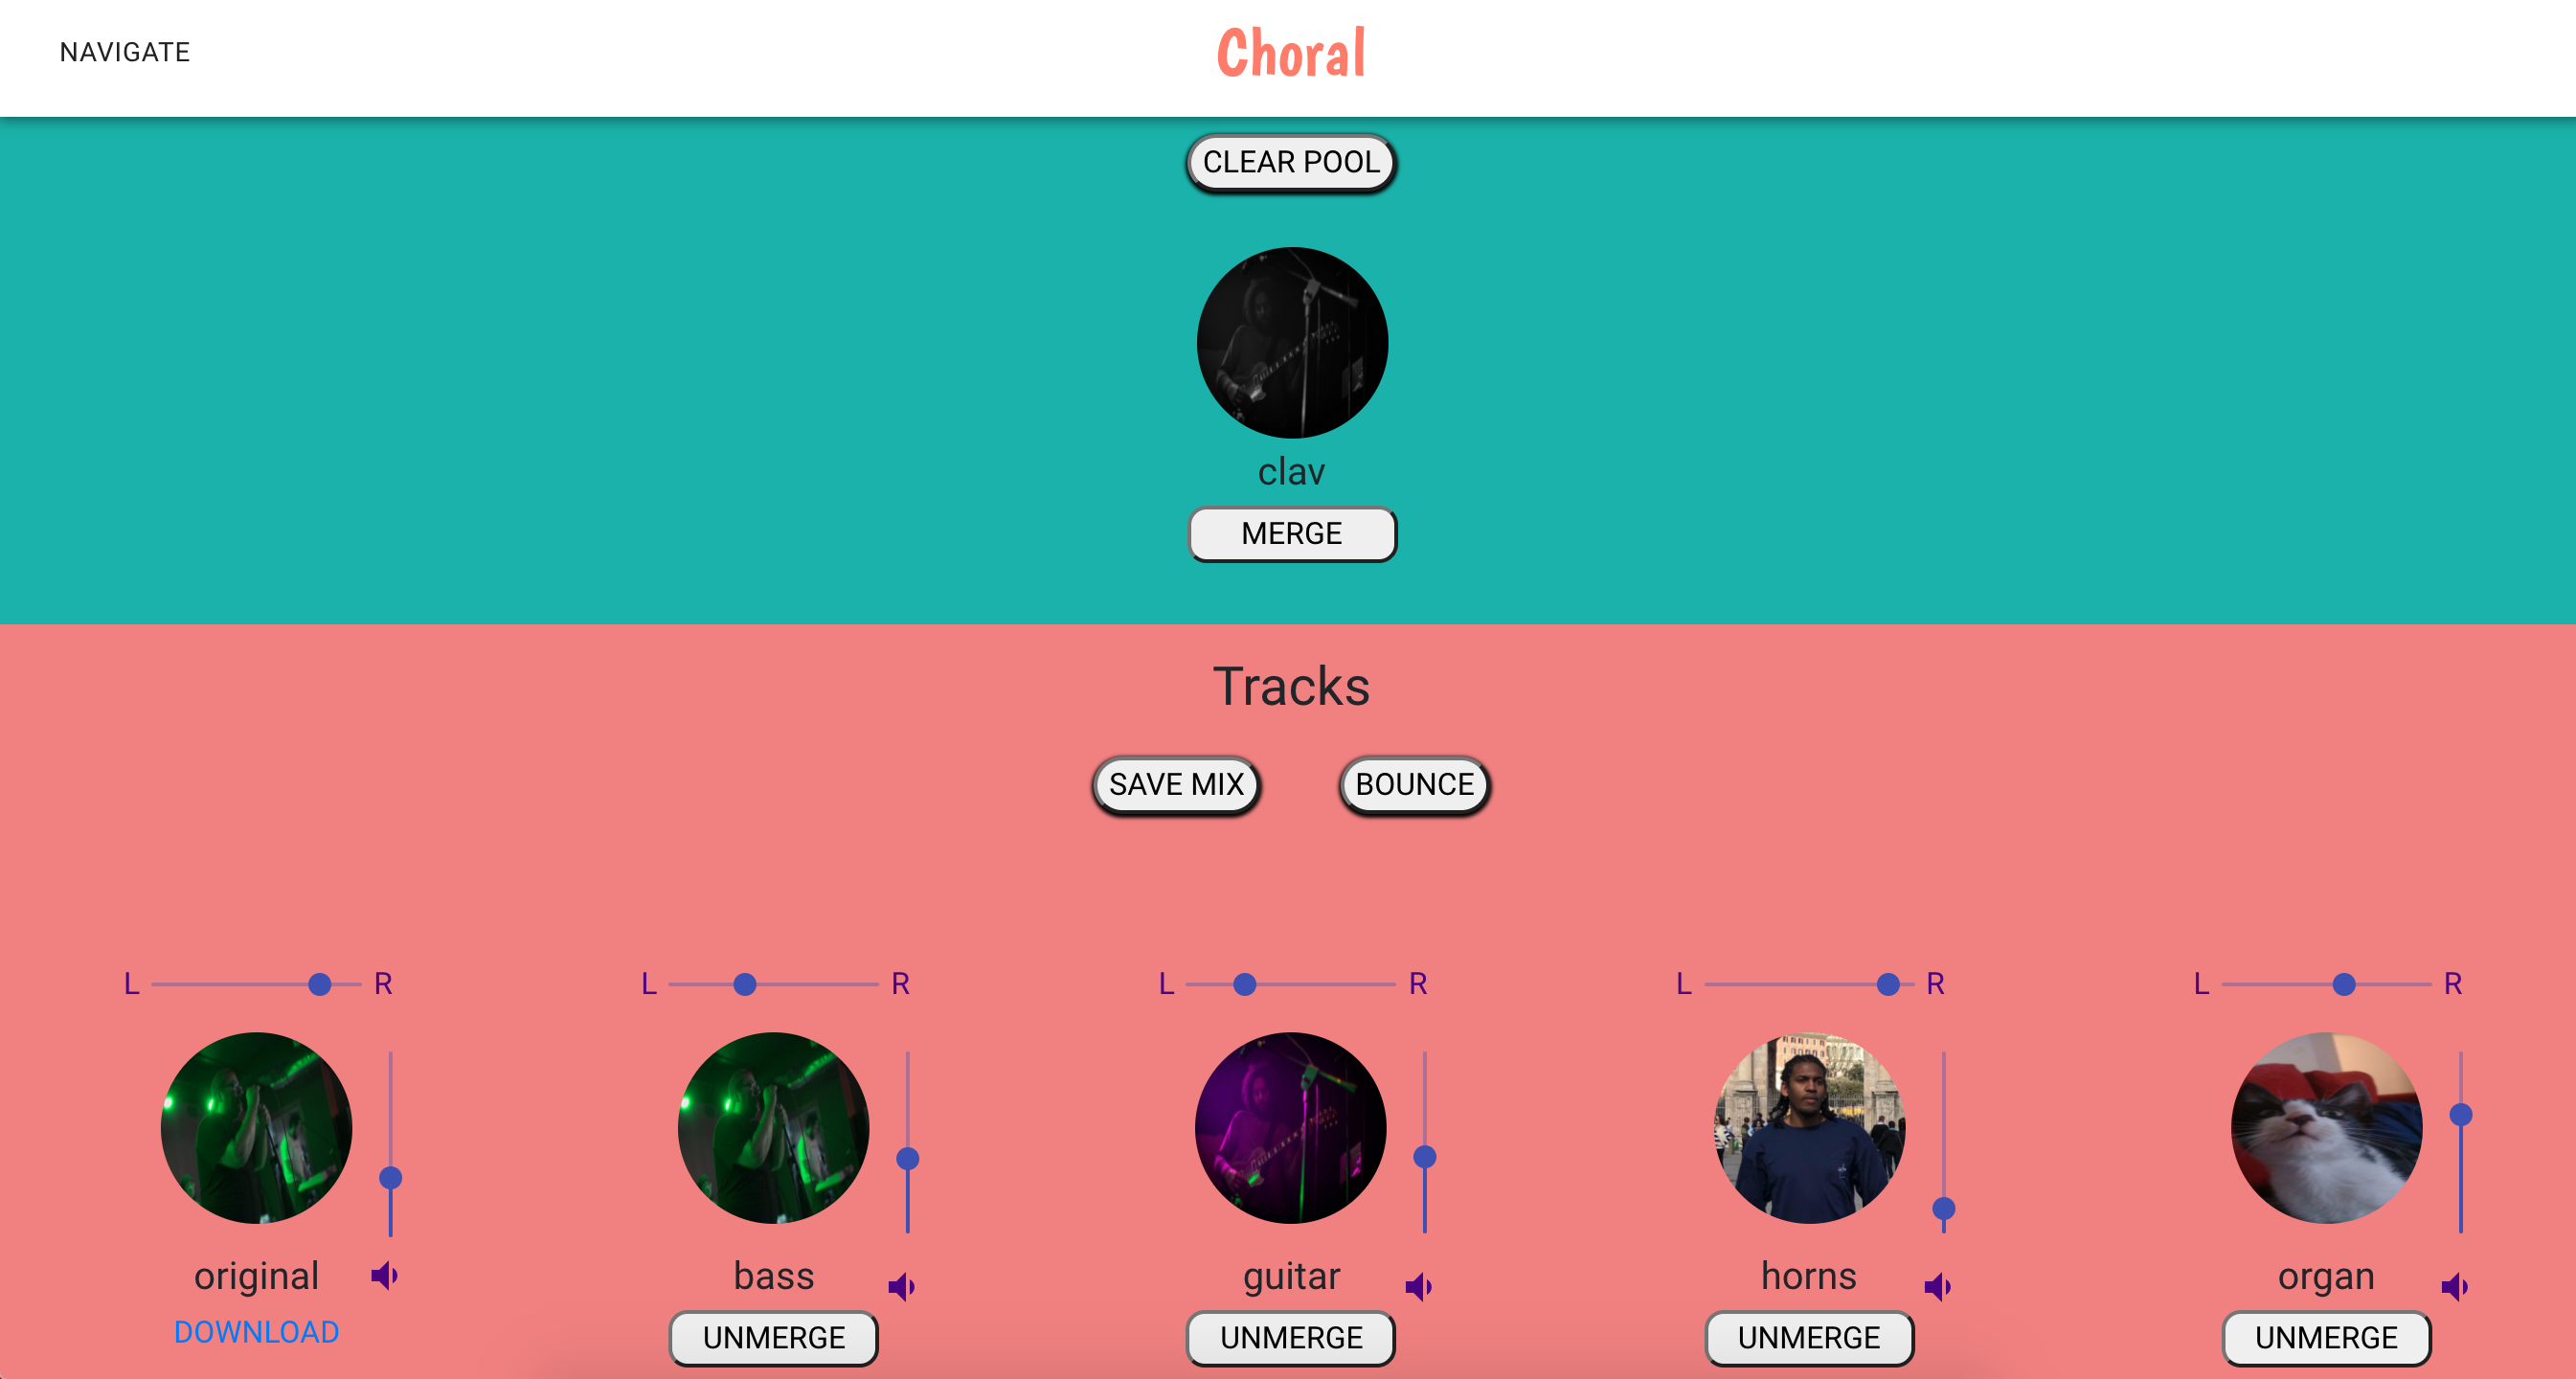 NAVIGATE
Choral
CLEAR POOL
clav
MERGE
Tracks
SAVE MIX
BOUNCE
L R
L R
L R
L R
L R
original
bass
guitar
horns
organ
DOWNLOAD
UNMERGE
UNMERGE
UNMERGE
UNMERGE